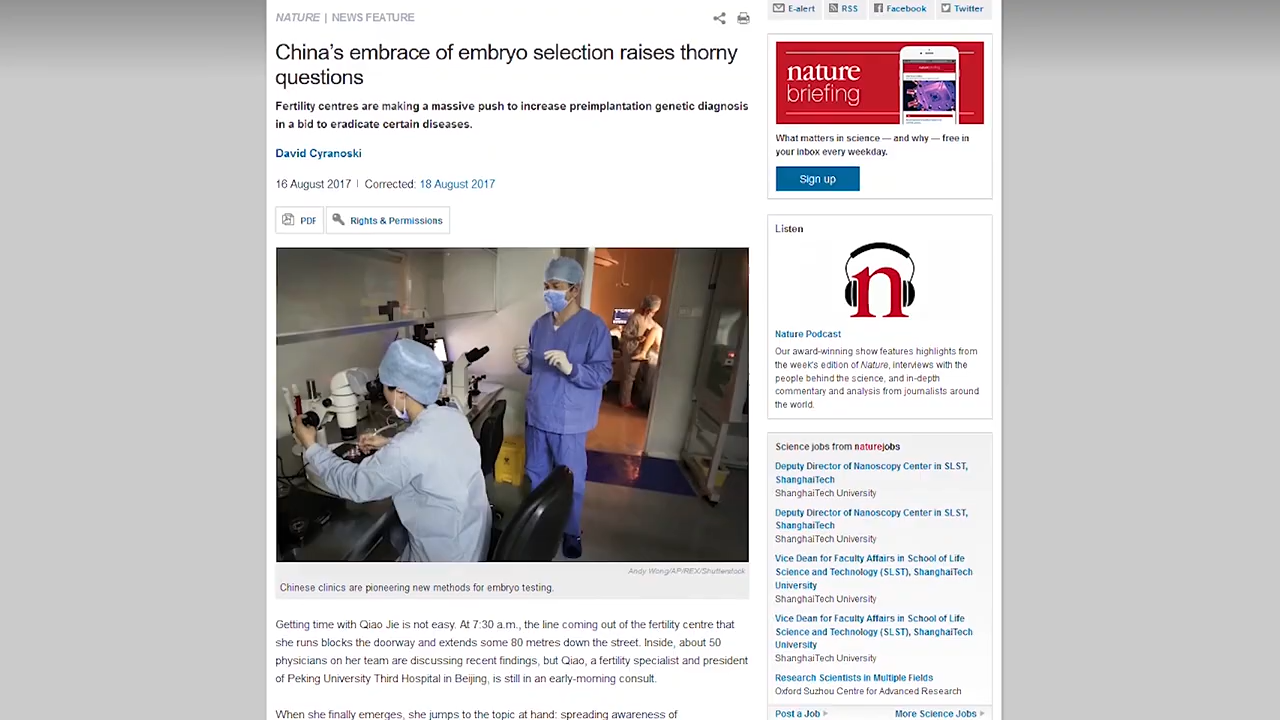 NATURE | NEWS FEATURE
China's embrace of embryo selection raises thorny
questions
Fertility centres are making a massive push to increase preimplantation genetic diagnosis
in a bid to eradicate certain diseases.
David Cyranoski
16 August 2017 | Corrected: 18 August 2017
PDF
Rights & Permissions
Andy Wong/AP/REX/Shutterstock
Chinese clinics are pioneering new methods for embryo testing.
Getting time with Qiao Jie is not easy. At 7:30 a.m., the line coming out of the fertility centre that
she runs blocks the doorway and extends some 80 metres down the street. Inside, about 50
physicians on her team are discussing recent findings, but Qiao, a fertility specialist and president
of Peking University Third Hospital in Beijing, is still in an early-morning consult.
When she finally emerges, she jumps to the topic at hand: spreading awareness of
E-alert
RSS
Facebook
Twitter
nature
briefing
What matters in science — and why — free in
your inbox every weekday.
Sign up
Listen
n
Nature Podcast
Our award-winning show features highlights from
the week's edition of Nature, interviews with the
people behind the science, and in-depth
commentary and analysis from journalists around
the world.
Science jobs from naturejobs
Deputy Director of Nanoscopy Center in SLST,
ShanghaiTech
ShanghaiTech University
Deputy Director of Nanoscopy Center in SLST,
ShanghaiTech
ShanghaiTech University
Vice Dean for Faculty Affairs in School of Life
Science and Technology (SLST), ShanghaiTech
University
ShanghaiTech University
Vice Dean for Faculty Affairs in School of Life
Science and Technology (SLST), ShanghaiTech
University
ShanghaiTech University
Research Scientists in Multiple Fields
Oxford Suzhou Centre for Advanced Research
Post a Job
More Science Jobs